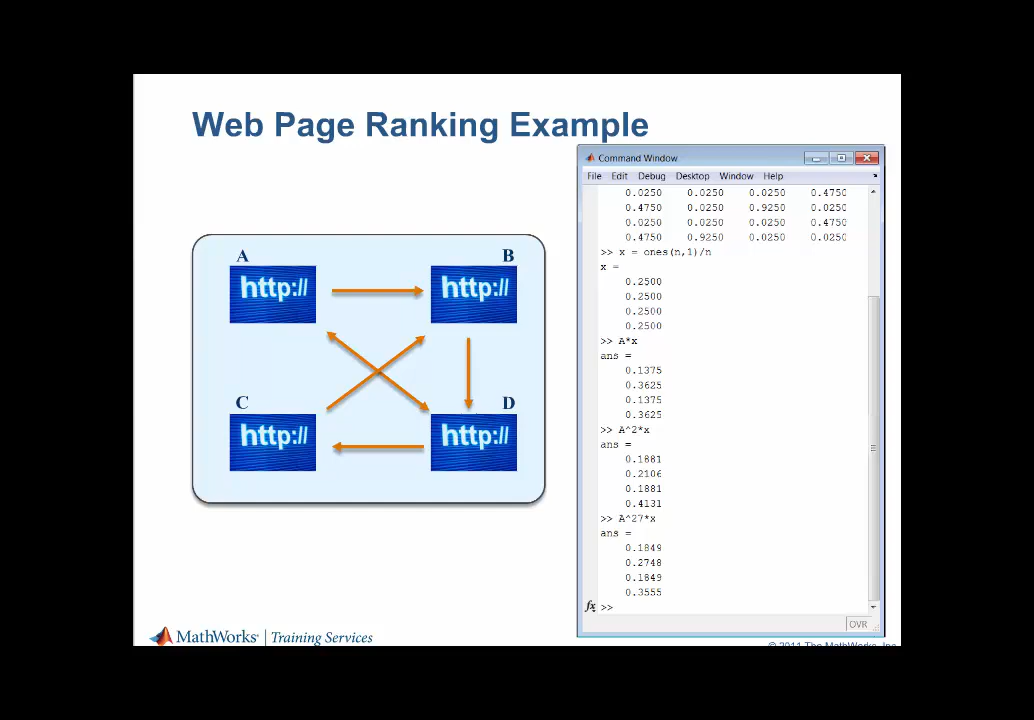 Web Page Ranking Example
A
B
http://
http://
C
D
http://
http://
Command Window
File Edit Debug Desktop Window Help
0.0250 0.0250 0.0250 0.4750
0.4750 0.0250 0.9250 0.0250
0.0250 0.0250 0.0250 0.4750
0.4750 0.9250 0.0250 0.0250
>> x = ones(n,1)/n
x =
0.2500
0.2500
0.2500
0.2500
>> A*x
ans =
0.1375
0.3625
0.1375
0.3625
>> A^2*x
ans =
0.1881
0.2106
0.1881
0.4131
>> A^27*x
ans =
0.1849
0.2748
0.1849
0.3555
fx >>
OVR
MathWorks® | Training Services
© 2011 The MathWorks, Inc